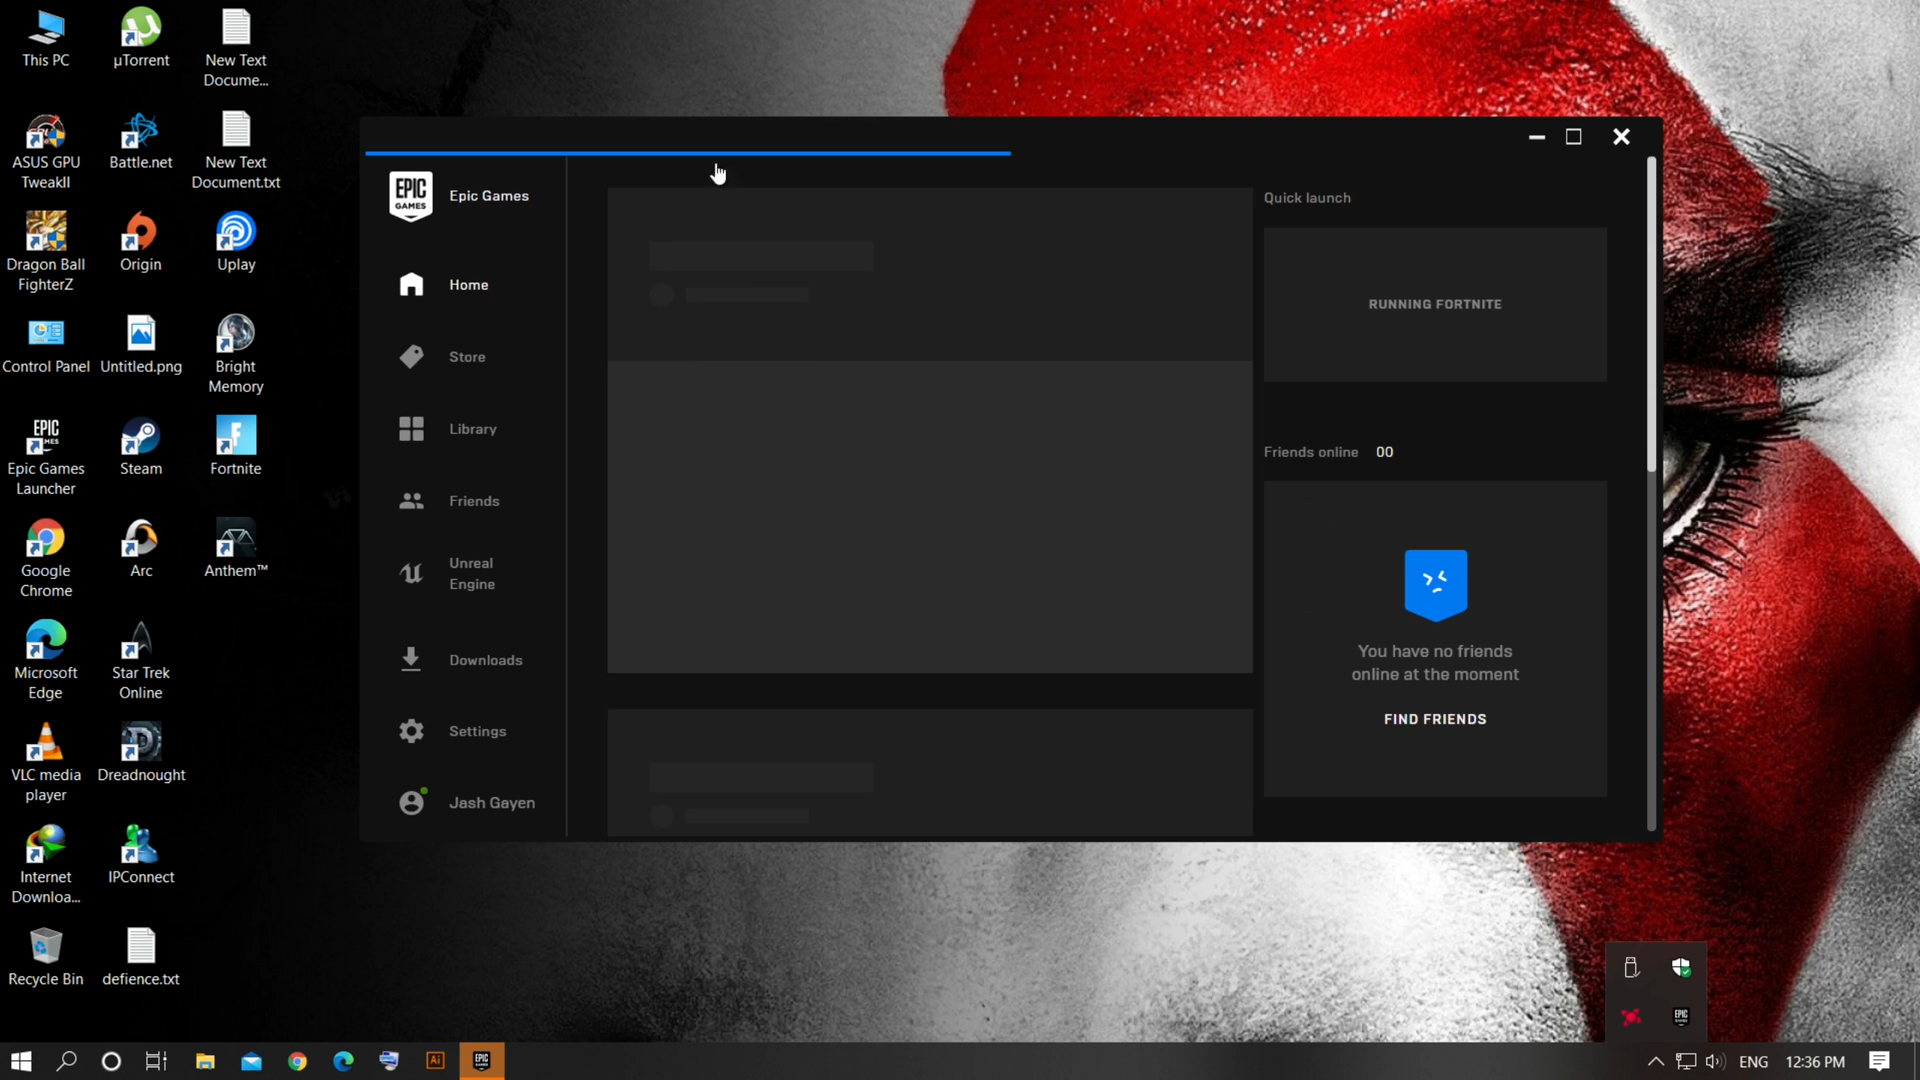 This PC
µTorrent
New Text
Docume...
ASUS GPU
TweakII
Battle.net
New Text
Document.txt
Dragon Ball
FighterZ
Origin
Uplay
Control Panel
Untitled.png
Bright
Memory
EPIC
Epic Games
Launcher
Steam
Fortnite
Google
Chrome
Arc
Anthem™
Microsoft
Edge
Star Trek
Online
VLC media
player
Dreadnought
Internet
Downloa...
IPConnect
Recycle Bin
defience.txt
EPIC
GAMES
Epic Games
Home
Store
Library
Friends
Unreal
Engine
Downloads
Settings
Jash Gayen
Quick launch
RUNNING FORTNITE
Friends online 00
You have no friends
online at the moment
FIND FRIENDS
EPIC
Ai
EPIC
ENG
12:36 PM